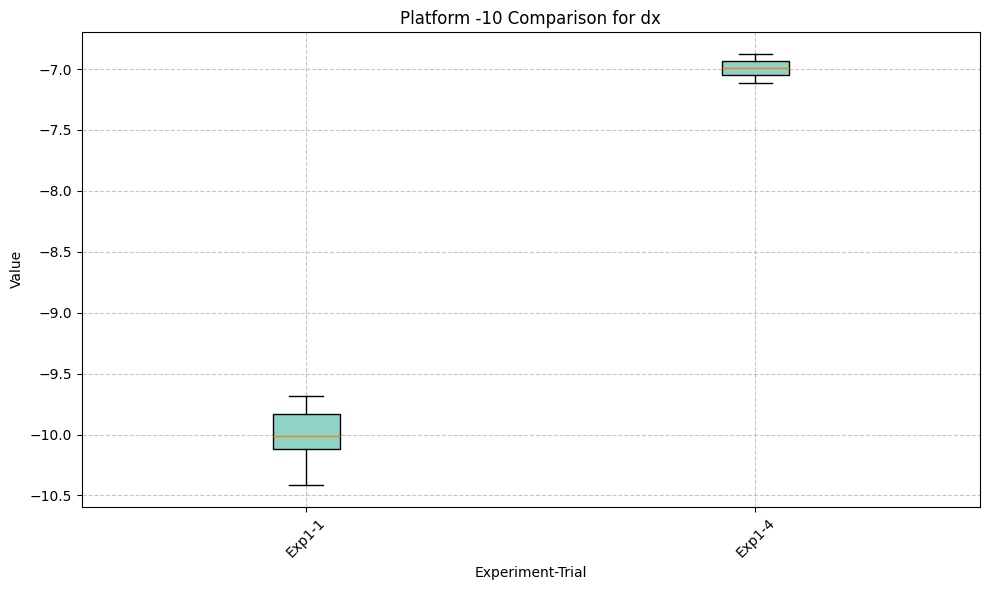 Platform -10 Comparison for dx
−7.0
−7.5
−8.0
−8.5
−9.0
−9.5
−10.0
−10.5
Value
Exp1-1
Exp1-4
Experiment-Trial